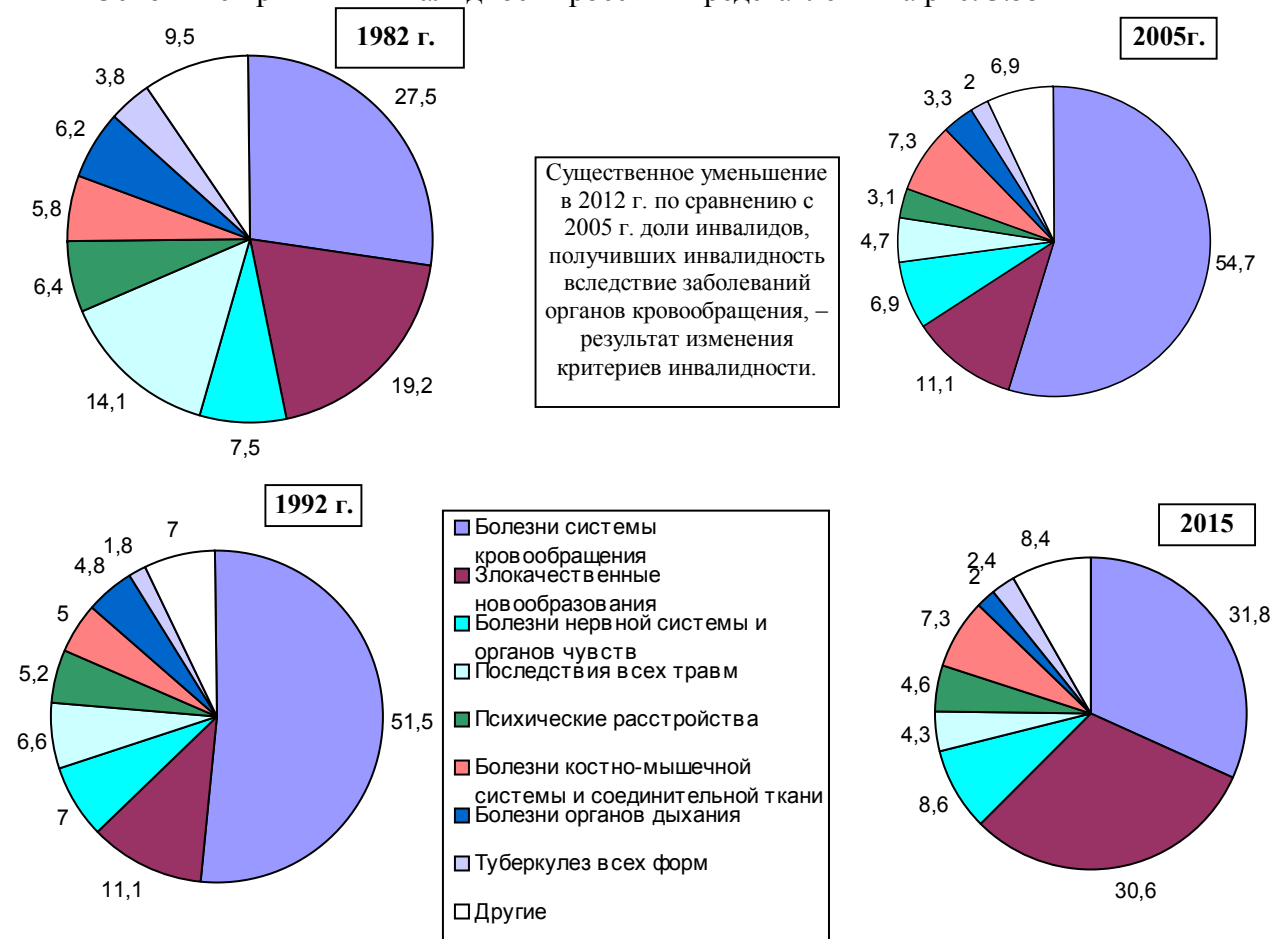 1982 г.
9,5
3,8
6,2
5,8
6,4
14,1
7,5
19,2
27,5
Существенное уменьшение
в 2012 г. по сравнению с
2005 г. доли инвалидов,
получивших инвалидность
вследствие заболеваний
органов кровообращения, –
результат изменения
критериев инвалидности.
2005г.
6,9
2
3,3
7,3
3,1
4,7
6,9
11,1
54,7
1992 г.
7
1,8
4,8
5
5,2
6,6
7
11,1
51,5
Болезни системы
кровообращения
Злокачественные
новообразования
Болезни нервной системы и
органов чувств
Последствия всех травм
Психические расстройства
Болезни костно-мышечной
системы и соединительной ткани
Болезни органов дыхания
Туберкулез всех форм
Другие
2015
8,4
2,4
2
7,3
4,6
4,3
8,6
30,6
31,8